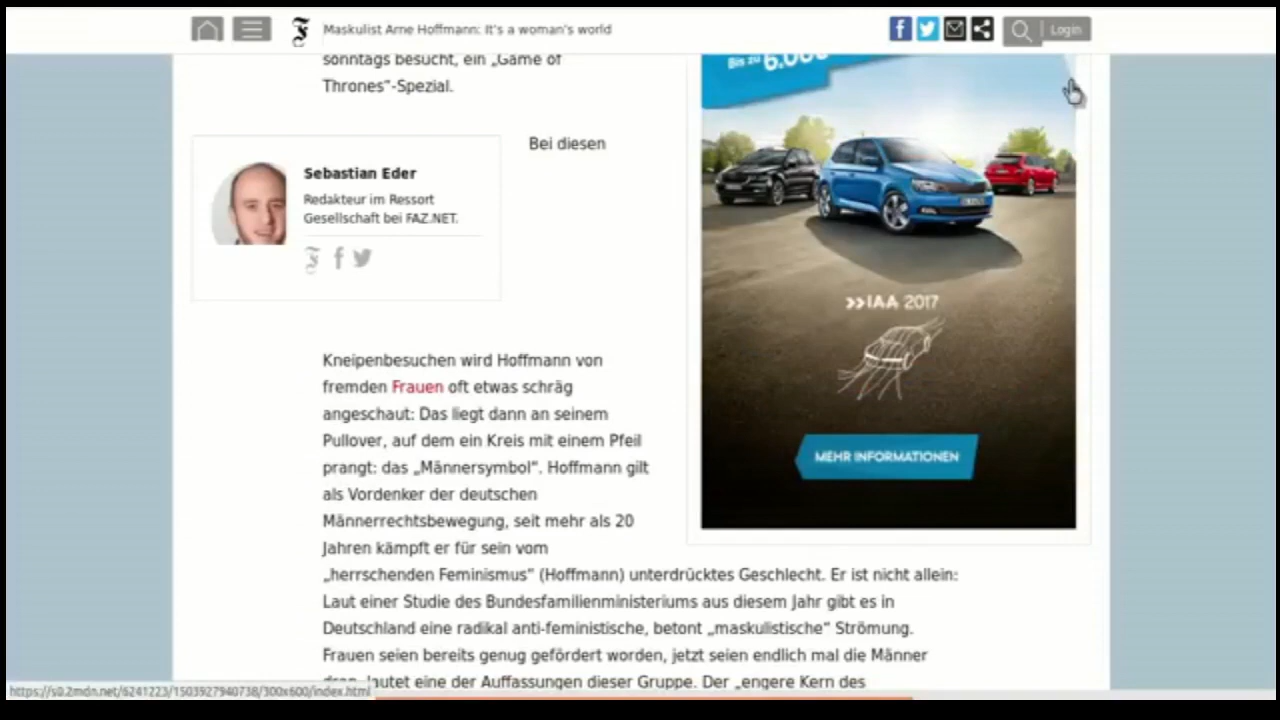 Maskulist Arne Hoffmann: It's a woman's world
Login
sonntags besucht, ein „Game of
Thrones“-Spezial.
Bis zu 6.000
Bei diesen
Sebastian Eder
Redakteur im Ressort
Gesellschaft bei FAZ.NET.
>>IAA 2017
MEHR INFORMATIONEN
Kneipenbesuchen wird Hoffmann von
fremden Frauen oft etwas schräg
angeschaut: Das liegt dann an seinem
Pullover, auf dem ein Kreis mit einem Pfeil
prangt: das „Männersymbol“. Hoffmann gilt
als Vordenker der deutschen
Männerrechtsbewegung, seit mehr als 20
Jahren kämpft er für sein vom
„herrschenden Feminismus“ (Hoffmann) unterdrücktes Geschlecht. Er ist nicht allein:
Laut einer Studie des Bundesfamilienministeriums aus diesem Jahr gibt es in
Deutschland eine radikal anti-feministische, betont „maskulistische“ Strömung.
Frauen seien bereits genug gefördert worden, jetzt seien endlich mal die Männer
lautet eine der Auffassungen dieser Gruppe. Der „engere Kern des
https://s0.2mdn.net/6241223/1503927940738/300x600/index.html